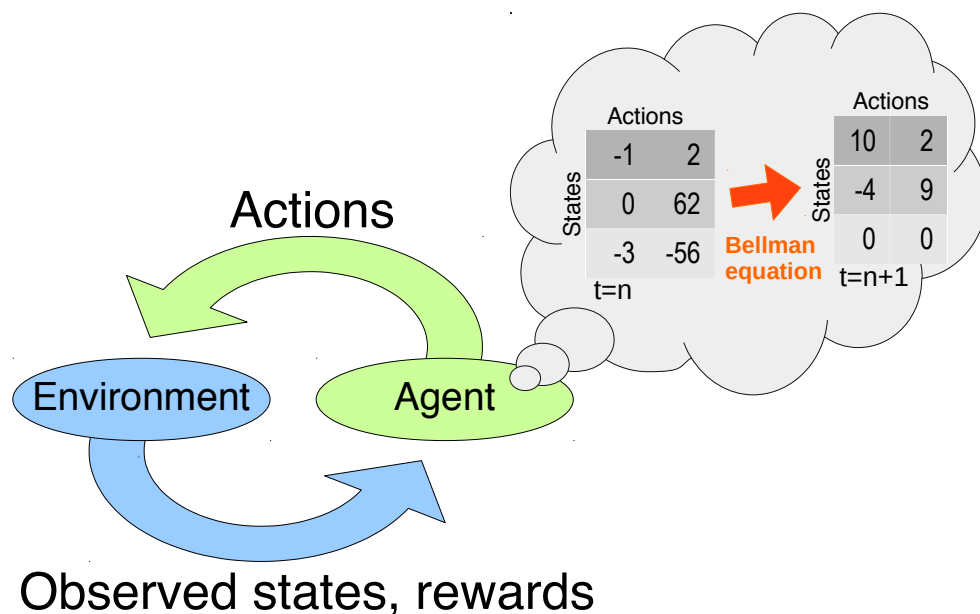 Actions
States
-1 2
0 62
-3 -56
t=n
Bellman
equation
Actions
States
10 2
-4 9
0 0
t=n+1
Actions
Environment
Agent
Observed states, rewards